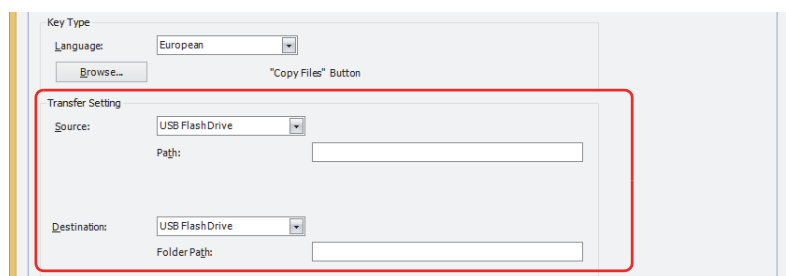 Key Type
Language: European
Browse... "Copy Files" Button
Transfer Setting
Source: USB FlashDrive
Path:
Destination: USB FlashDrive
Folder Path: